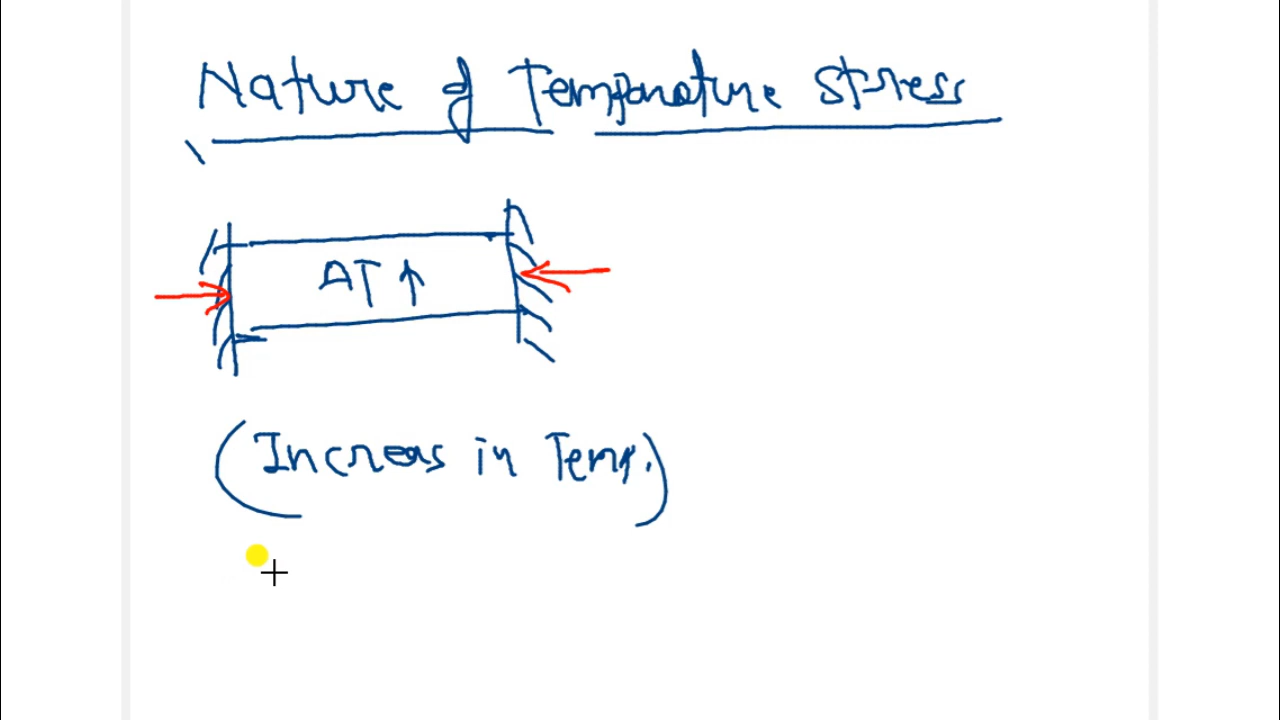 Nature of Temperature Stress
ΔT ↑
(Increas in Temp.)